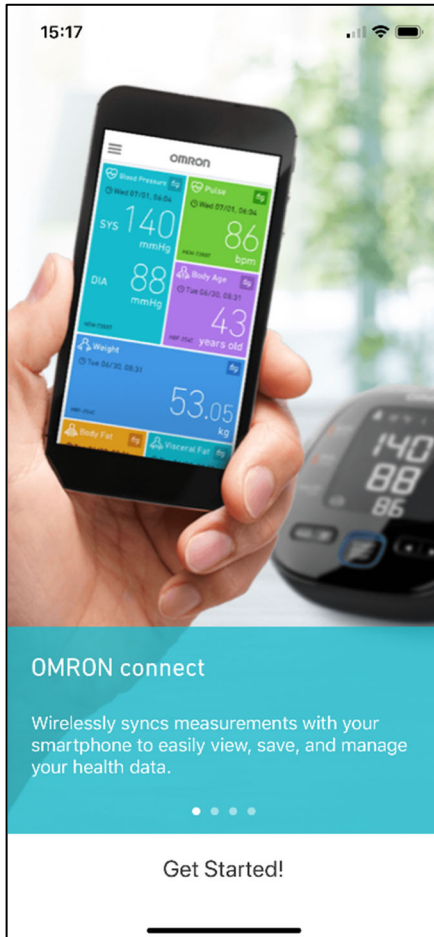 15:17
OMRON
Blood Pressure
Wed 07/01, 06:04
SYS 140
mmHg
DIA 88
mmHg
Pulse
Wed 07/01, 06:04
86
bpm
Body Age
Tue 06/30, 08:31
43
years old
Weight
Tue 06/30, 08:31
53.05
kg
Body Fat
Visceral Fat
140
88
86
OMRON connect
Wirelessly syncs measurements with your
smartphone to easily view, save, and manage
your health data.
Get Started!